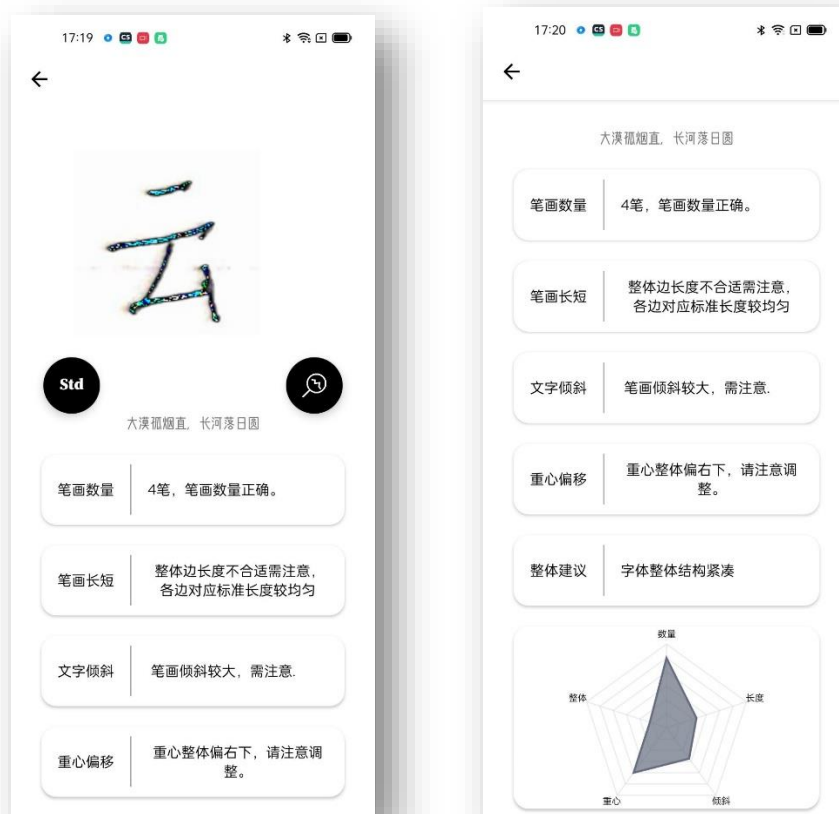 17:19
CS
云
Std
大漠孤烟直, 长河落日圆
笔画数量
4笔, 笔画数量正确。
笔画长短
整体边长度不合适需注意,
各边对应标准长度较均匀
文字倾斜
笔画倾斜较大, 需注意.
重心偏移
重心整体偏右下, 请注意调
整。
17:20
CS
大漠孤烟直, 长河落日圆
笔画数量
4笔, 笔画数量正确。
笔画长短
整体边长度不合适需注意,
各边对应标准长度较均匀
文字倾斜
笔画倾斜较大, 需注意.
重心偏移
重心整体偏右下, 请注意调
整。
整体建议
字体整体结构紧凑
数量
整体
长度
重心
倾斜